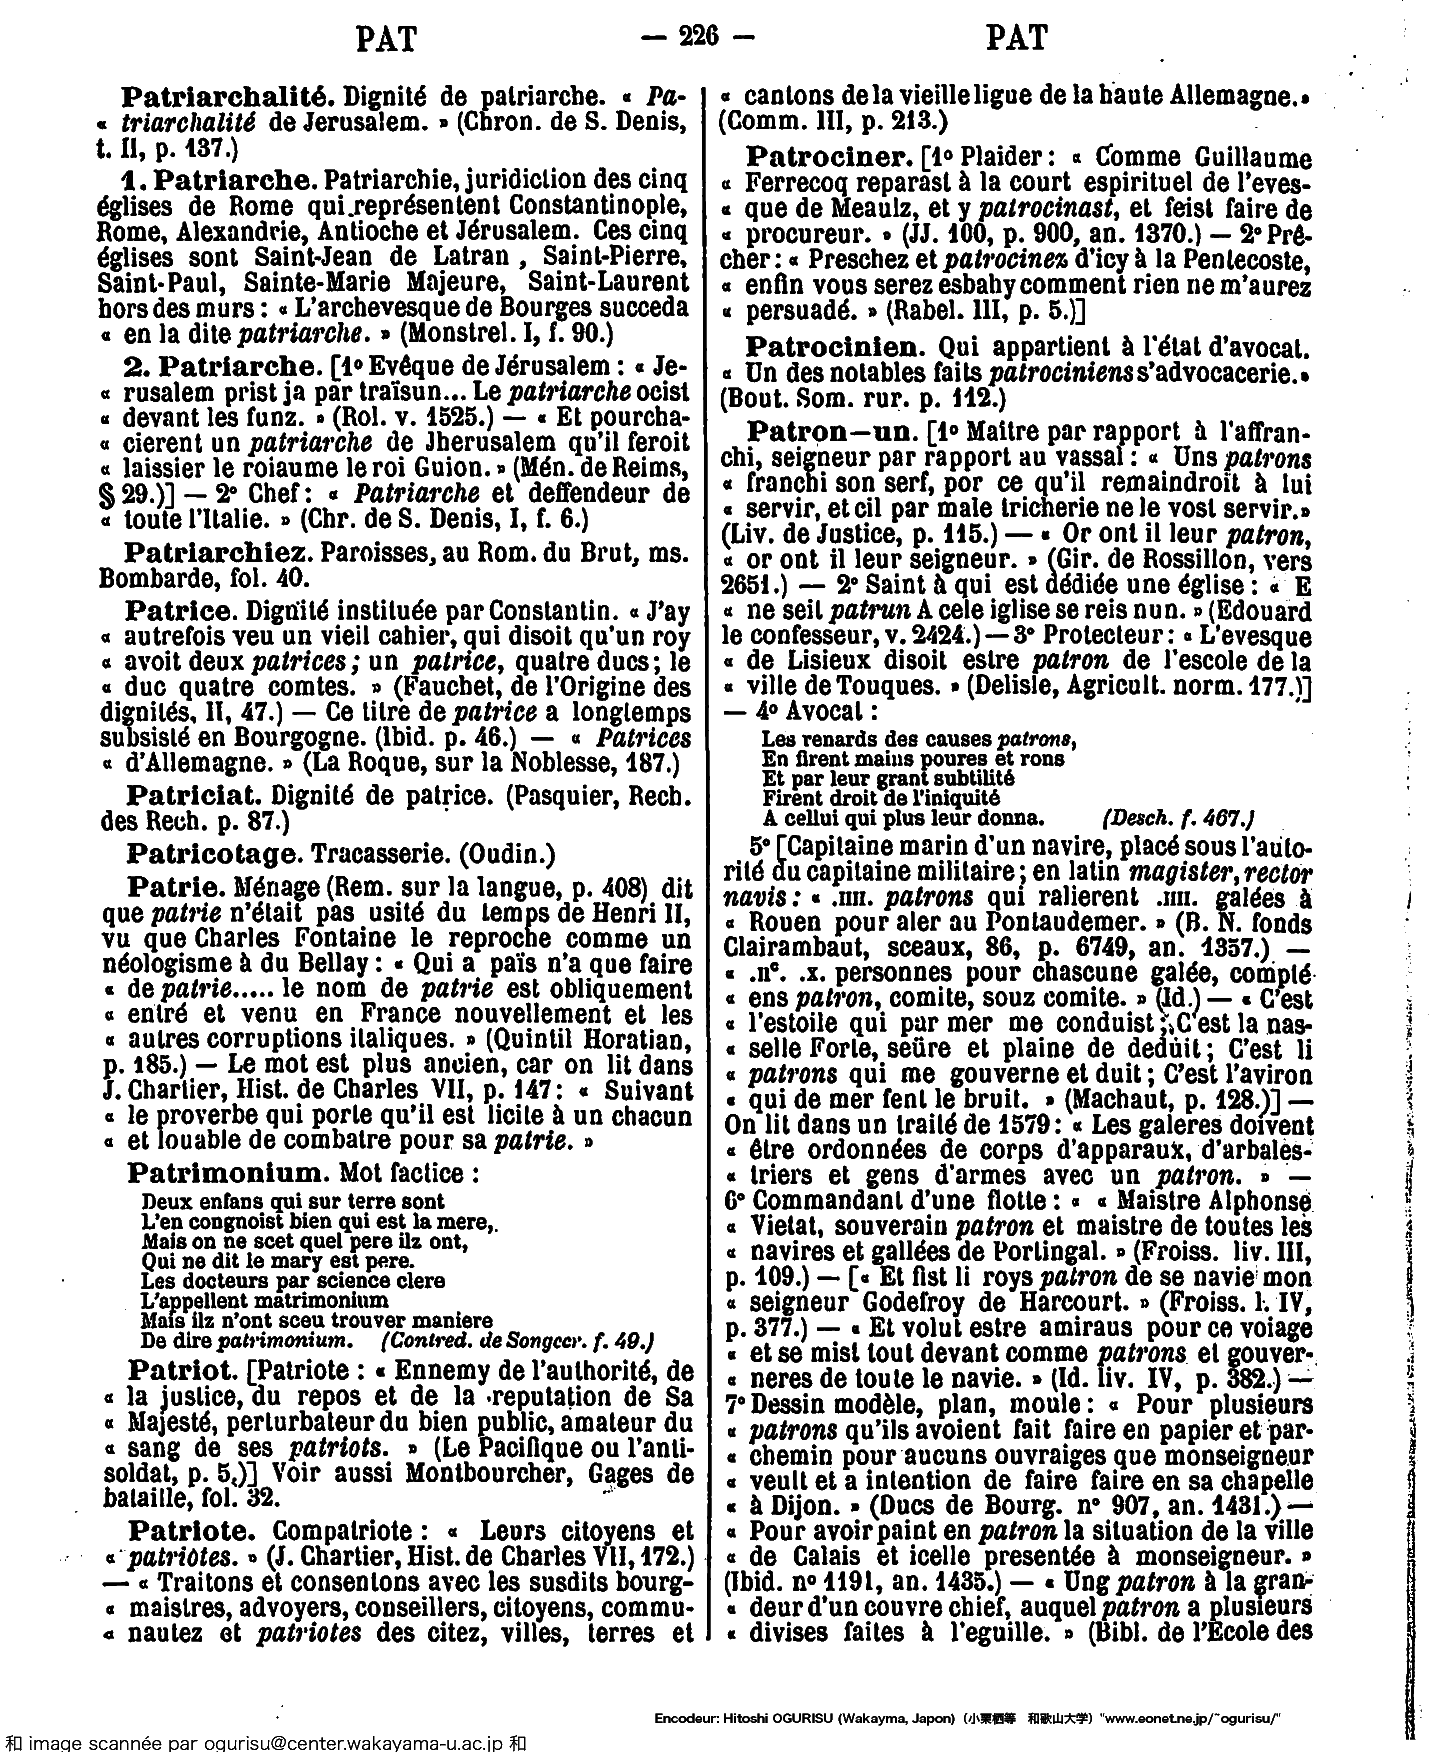 PAT — 226 — PAT
Patriarchalité. Dignité de patriarche. « Pa-
« triarchalité de Jerusalem. » (Chron. de S. Denis,
t. II, p. 137.)
1. Patriarche. Patriarchie, juridiction des cinq
églises de Rome qui représentent Constantinople,
Rome, Alexandrie, Antioche et Jérusalem. Ces cinq
églises sont Saint-Jean de Latran , Saint-Pierre,
Saint-Paul, Sainte-Marie Majeure, Saint-Laurent
hors des murs : « L'archevesque de Bourges succeda
« en la dite patriarche. » (Monstrel. I, f. 90.)
2. Patriarche. [1º Evêque de Jérusalem : « Je-
« rusalem prist ja par traïsun... Le patriarche ocist
« devant les funz. » (Rol. v. 1525.) — « Et pourcha-
« cierent un patriarche de Jherusalem qu'il feroit
« laissier le roiaume le roi Guion. » (Mén. de Reims,
§ 29.)] — 2º Chef : « Patriarche et deffendeur de
« toute l'Italie. » (Chr. de S. Denis, I, f. 6.)
Patriarchiez. Paroisses, au Rom. du Brut, ms.
Bombarde, fol. 40.
Patrice. Dignité instituée par Constantin. « J'ay
« autrefois veu un vieil cahier, qui disoit qu'un roy
« avoit deux patrices ; un patrice, quatre ducs ; le
« duc quatre comtes. » (Fauchet, de l'Origine des
dignités, II, 47.) — Ce titre de patrice a longtemps
subsisté en Bourgogne. (Ibid. p. 46.) — « Patrices
« d'Allemagne. » (La Roque, sur la Noblesse, 187.)
Patriciat. Dignité de patrice. (Pasquier, Rech.
des Rech. p. 87.)
Patricotage. Tracasserie. (Oudin.)
Patrie. Ménage (Rem. sur la langue, p. 408) dit
que patrie n'était pas usité du temps de Henri II,
vu que Charles Fontaine le reproche comme un
néologisme à du Bellay : « Qui a païs n'a que faire
« de patrie..... le nom de patrie est obliquement
« entré et venu en France nouvellement et les
« autres corruptions italiques. » (Quintil Horatian,
p. 185.) — Le mot est plus ancien, car on lit dans
J. Chartier, Hist. de Charles VII, p. 147 : « Suivant
« le proverbe qui porte qu'il est licite à un chacun
« et louable de combatre pour sa patrie. »
Patrimonium. Mot factice :
Deux enfans qui sur terre sont
L'en congnoist bien qui est la mere,
Mais on ne scet quel pere ilz ont,
Qui ne dit le mary est pere.
Les docteurs par science clere
L'appellent matrimonium
Mais ilz n'ont sceu trouver maniere
De dire patrimonium. (Contred. de Songecr. f. 49.)
Patriot. [Patriote : « Ennemy de l'authorité, de
« la justice, du repos et de la reputation de Sa
« Majesté, perturbateur du bien public, amateur du
« sang de ses patriots. » (Le Pacifique ou l'anti-
soldat, p. 5.)] Voir aussi Montbourcher, Gages de
bataille, fol. 32.
Patriote. Compatriote : « Leurs citoyens et
« patriotes. » (J. Chartier, Hist. de Charles VII, 172.)
— « Traitons et consentons avec les susdits bourg-
« maistres, advoyers, conseillers, citoyens, commu-
« nautez et patriotes des citez, villes, terres et
« cantons de la vieille ligue de la haute Allemagne. »
(Comm. III, p. 213.)
Patrociner. [1º Plaider : « Comme Guillaume
« Ferrecoq reparast à la court espirituel de l'eves-
« que de Meaulz, et y patrocinast, et feist faire de
« procureur. » (JJ. 100, p. 900, an. 1370.) — 2º Prê-
cher : « Preschez et patrocinez d'icy à la Pentecoste,
« enfin vous serez esbahy comment rien ne m'aurez
« persuadé. » (Rabel. III, p. 5.)]
Patrocinien. Qui appartient à l'état d'avocat.
« Un des notables faits patrociniens s'advocacerie. »
(Bout. Som. rur. p. 112.)
Patron—un. [1º Maitre par rapport à l'affran-
chi, seigneur par rapport au vassal : « Uns patrons
« franchi son serf, por ce qu'il remaindroit à lui
« servir, et cil par male tricherie ne le vost servir. »
(Liv. de Justice, p. 115.) — « Or ont il leur patron,
« or ont il leur seigneur. » (Gir. de Rossillon, vers
2651.) — 2º Saint à qui est dédiée une église : « E
« ne seit patrun A cele iglise se reis nun. » (Edouard
le confesseur, v. 2424.) — 3º Protecteur : « L'evesque
« de Lisieux disoit estre patron de l'escole de la
« ville de Touques. » (Delisle, Agricult. norm. 177.)]
— 4º Avocat :
Les renards des causes patrons,
En firent mains poures et rons
Et par leur grant subtilité
Firent droit de l'iniquité
A cellui qui plus leur donna. (Desch. f. 467.)
5º [Capitaine marin d'un navire, placé sous l'auto-
rité du capitaine militaire ; en latin magister, rector
navis : « .IIII. patrons qui ralierent .IIII. galées à
« Rouen pour aler au Pontaudemer. » (B. N. fonds
Clairambaut, sceaux, 86, p. 6749, an. 1357.) —
« .IIᶜ. .X. personnes pour chascune galée, compté
« ens patron, comite, souz comite. » (Id.) — « C'est
« l'estoile qui par mer me conduist ; C'est la nas-
« selle Forte, seüre et plaine de deduit ; C'est li
« patrons qui me gouverne et duit ; C'est l'aviron
« qui de mer fent le bruit. » (Machaut, p. 128.)] —
On lit dans un traité de 1579 : « Les galeres doivent
« être ordonnées de corps d'apparaux, d'arbales-
« triers et gens d'armes avec un patron. » —
6º Commandant d'une flotte : « « Maistre Alphonse
« Vietat, souverain patron et maistre de toutes les
« navires et gallées de Portingal. » (Froiss. liv. III,
p. 109.) — [« Et fist li roys patron de se navie mon
« seigneur Godefroy de Harcourt. » (Froiss. l. IV,
p. 377.) — « Et volut estre amiraus pour ce voiage
« et se mist tout devant comme patrons et gouver-
« neres de toute le navie. » (Id. liv. IV, p. 382.) —
7º Dessin modèle, plan, moule : « Pour plusieurs
« patrons qu'ils avoient fait faire en papier et par-
« chemin pour aucuns ouvraiges que monseigneur
« veult et a intention de faire faire en sa chapelle
« à Dijon. » (Ducs de Bourg. nº 907, an. 1431.) —
« Pour avoir paint en patron la situation de la ville
« de Calais et icelle presentée à monseigneur. »
(Ibid. nº 1191, an. 1435.) — « Ung patron à la gran-
« deur d'un couvre chief, auquel patron a plusieurs
« divises faites à l'eguille. » (Bibl. de l'Ecole des
Encodeur: Hitoshi OGURISU (Wakayma, Japon) (小栗栖等 和歌山大学) "www.eonet.ne.jp/~ogurisu/"
和 image scannée par ogurisu@center.wakayama-u.ac.jp 和